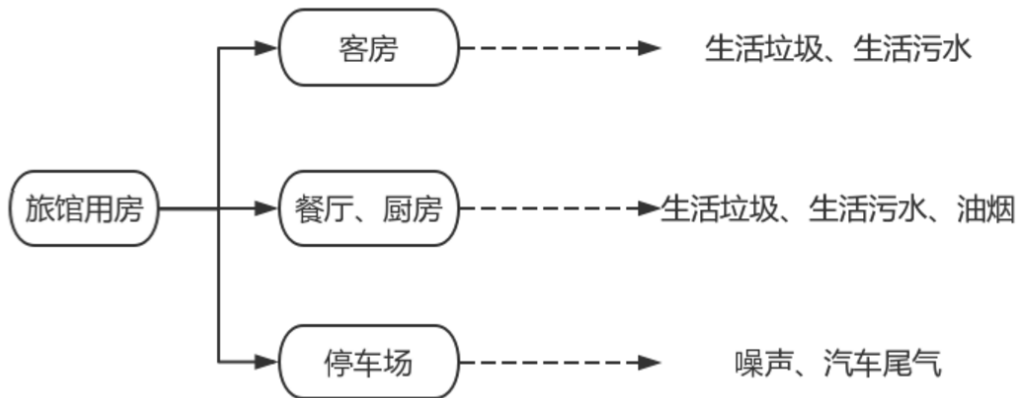 客房
生活垃圾、生活污水
旅馆用房
餐厅、厨房
生活垃圾、生活污水、油烟
停车场
噪声、汽车尾气